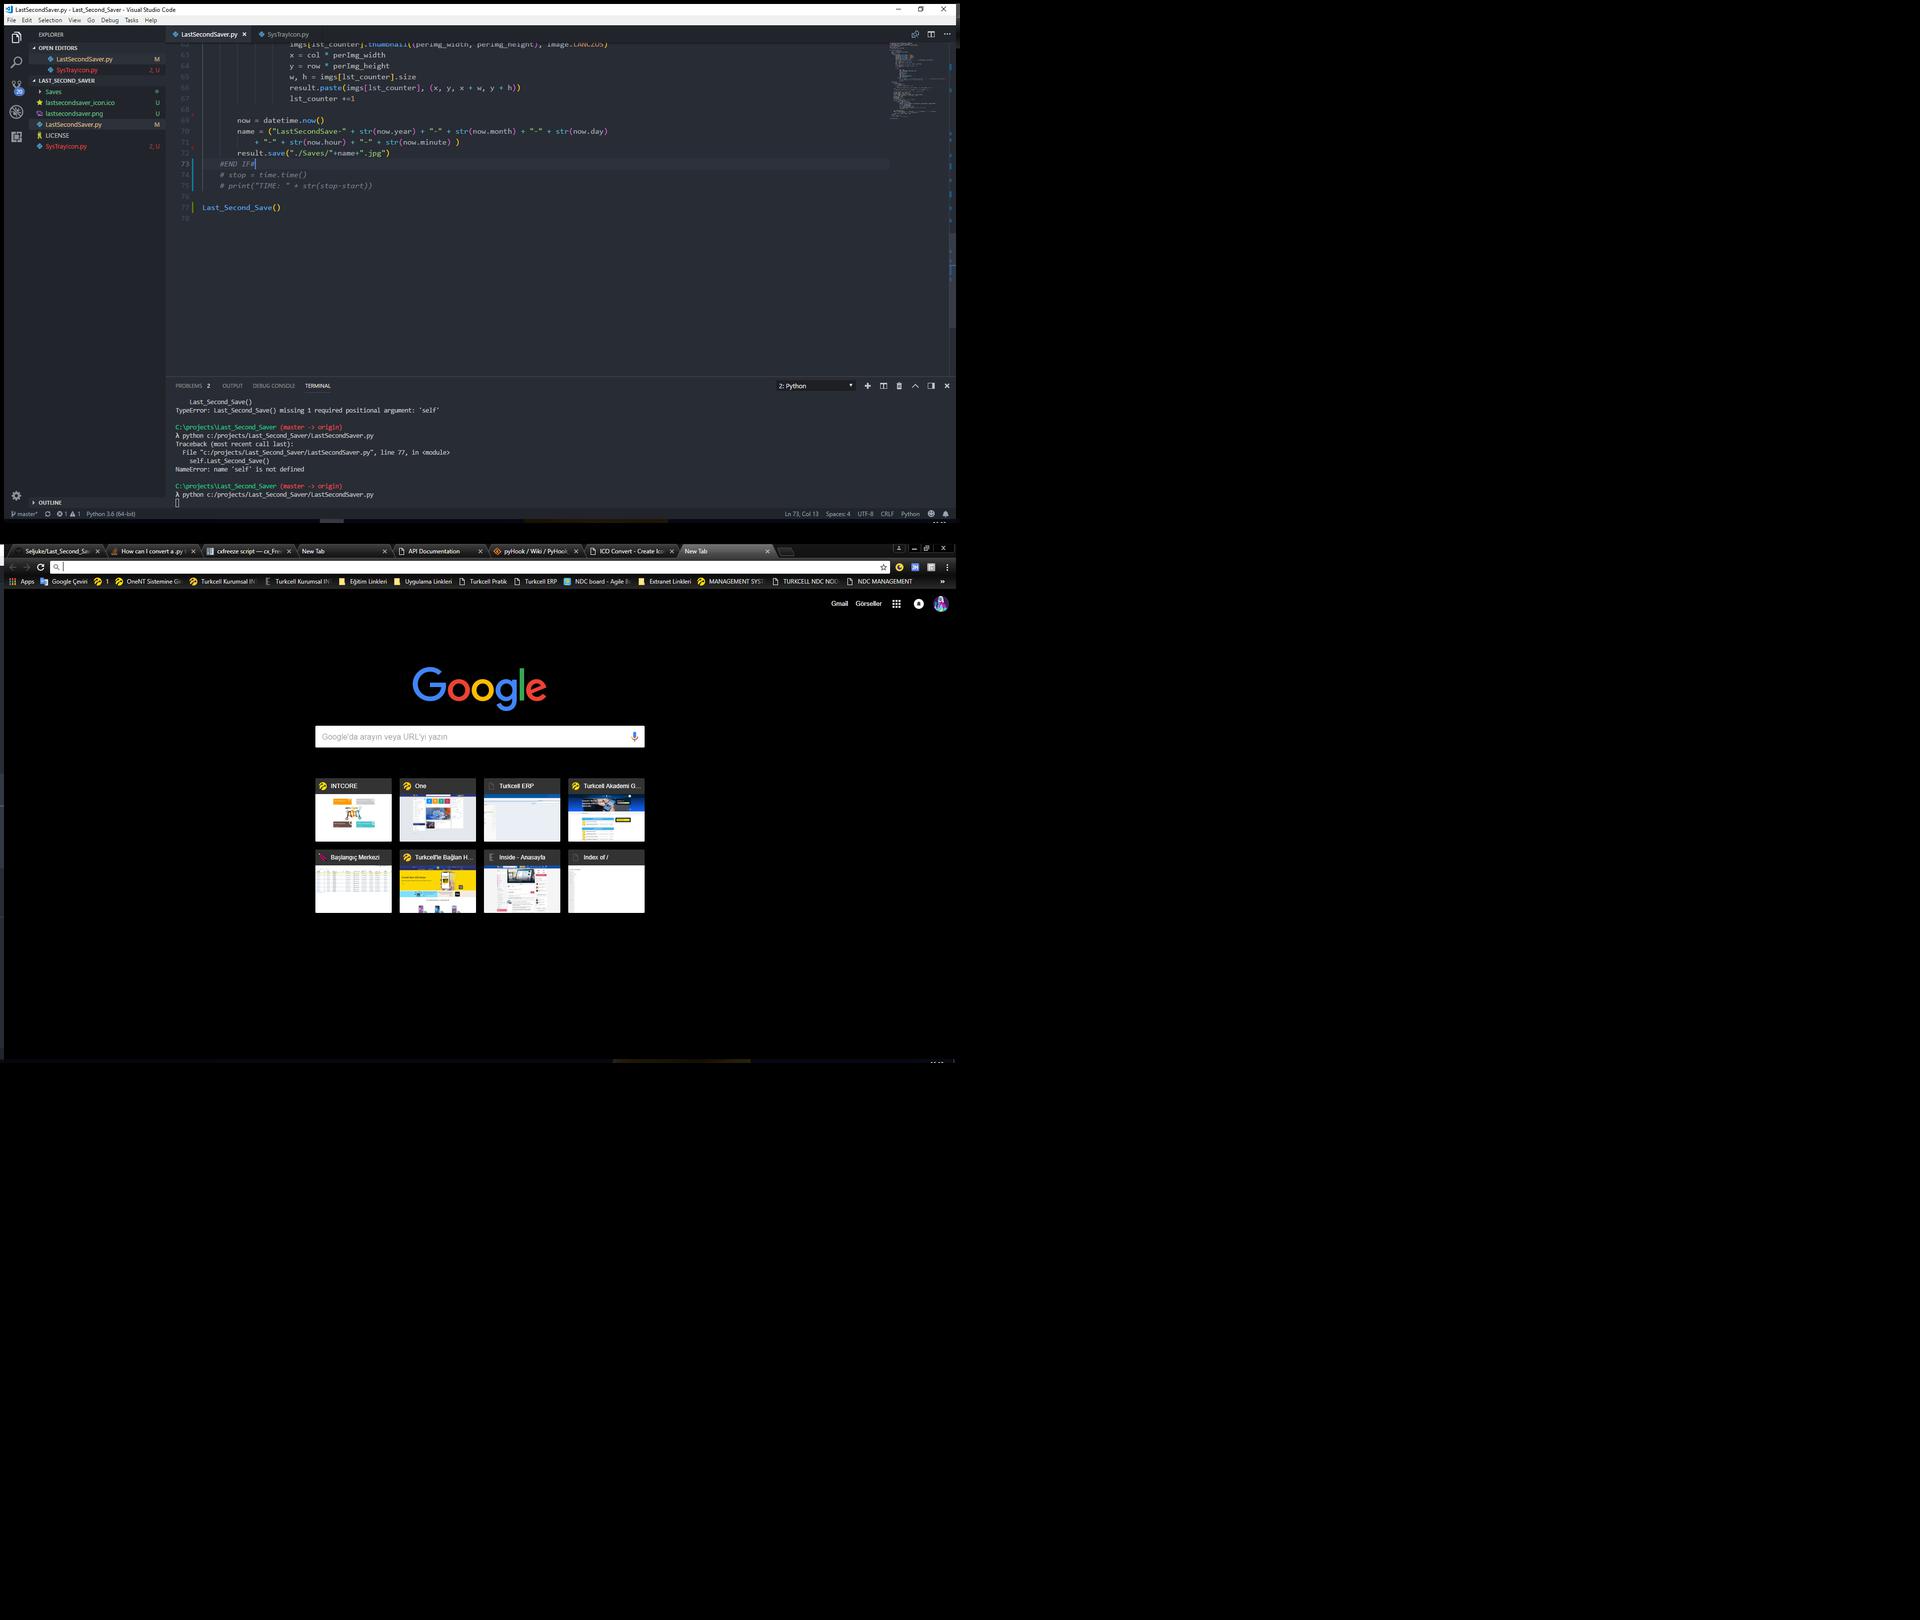 LastSecondSaver.py - Last_Second_Saver - Visual Studio Code
File Edit Selection View Go Debug Tasks Help
EXPLORER
OPEN EDITORS
LastSecondSaver.py M
SysTrayIcon.py 2, U
LAST_SECOND_SAVER
Saves
lastsecondsaver_icon.ico U
lastsecondsaver.png U
LastSecondSaver.py M
LICENSE
SysTrayIcon.py 2, U
OUTLINE
20
LastSecondSaver.py SysTrayIcon.py
62 imgs[lst_counter].thumbnail((perImg_width, perImg_height), Image.LANCZOS)
63 x = col * perImg_width
64 y = row * perImg_height
65 w, h = imgs[lst_counter].size
66 result.paste(imgs[lst_counter], (x, y, x + w, y + h))
67 lst_counter +=1
68
69 now = datetime.now()
70 name = ("LastSecondSave-" + str(now.year) + "-" + str(now.month) + "-" + str(now.day)
71 + "-" + str(now.hour) + "-" + str(now.minute) )
72 result.save("./Saves/"+name+".jpg")
73 #END IF#
74 # stop = time.time()
75 # print("TIME: " + str(stop-start))
76
77 Last_Second_Save()
78
PROBLEMS 2 OUTPUT DEBUG CONSOLE TERMINAL 2: Python
Last_Second_Save()
TypeError: Last_Second_Save() missing 1 required positional argument: 'self'
C:\projects\Last_Second_Saver (master -> origin)
λ python c:/projects/Last_Second_Saver/LastSecondSaver.py
Traceback (most recent call last):
File "c:/projects/Last_Second_Saver/LastSecondSaver.py", line 77, in <module>
self.Last_Second_Save()
NameError: name 'self' is not defined
C:\projects\Last_Second_Saver (master -> origin)
λ python c:/projects/Last_Second_Saver/LastSecondSaver.py
master* 1 1 Python 3.6 (64-bit) Ln 73, Col 13 Spaces: 4 UTF-8 CRLF Python
Seljuke/Last_Second_Sa How can I convert a .py cxfreeze script — cx_Fre New Tab API Documentation pyHook / Wiki / PyHook ICO Convert - Create Ico New Tab
Apps Google Çeviri 1 OneNT Sistemine Gi Turkcell Kurumsal IN Turkcell Kurumsal INT Eğitim Linkleri Uygulama Linkleri Turkcell Pratik Turkcell ERP NDC board - Agile B Extranet Linkleri MANAGEMENT SYST TURKCELL NDC NOD NDC MANAGEMENT »
Gmail Görseller
Google
Google'da arayın veya URL'yi yazın
INTCORE One Turkcell ERP Turkcell Akademi G...
Başlangıç Merkezi Turkcell'le Bağlan H... Inside - Anasayfa Index of /